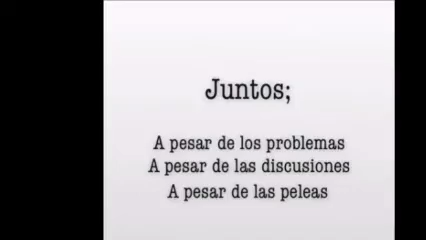 Juntos;
A pesar de los problemas
A pesar de las discusiones
A pesar de las peleas